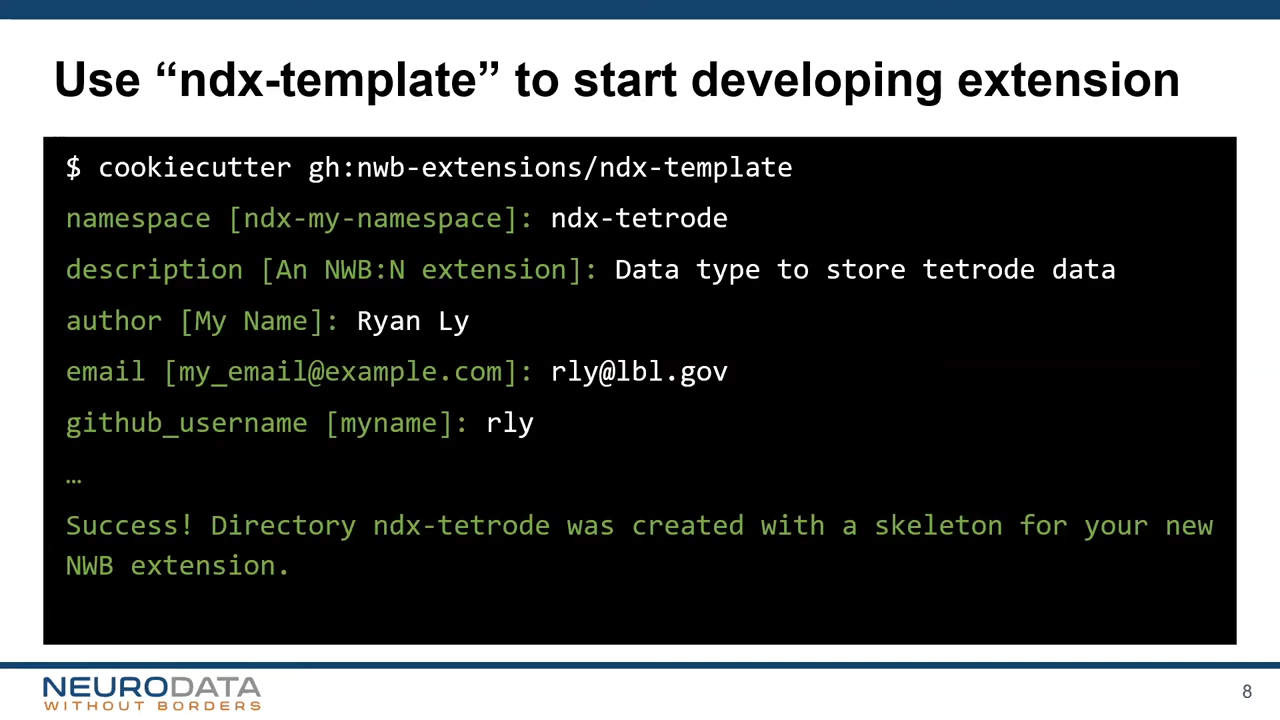 Use “ndx-template” to start developing extension
$ cookiecutter gh:nwb-extensions/ndx-template
namespace [ndx-my-namespace]: ndx-tetrode
description [An NWB:N extension]: Data type to store tetrode data
author [My Name]: Ryan Ly
email [my_email@example.com]: rly@lbl.gov
github_username [myname]: rly
…
Success! Directory ndx-tetrode was created with a skeleton for your new
NWB extension.
NEURODATA
WITHOUT BORDERS
8